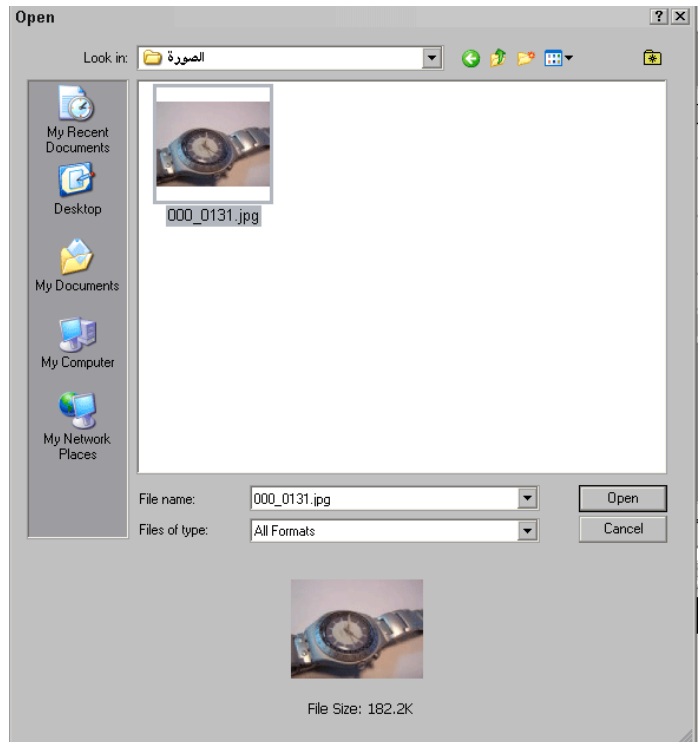 Open
Look in: الصورة
My Recent
Documents
Desktop
My Documents
My Computer
My Network
Places
000_0131.jpg
File name: 000_0131.jpg Open
Files of type: All Formats Cancel
File Size: 182.2K